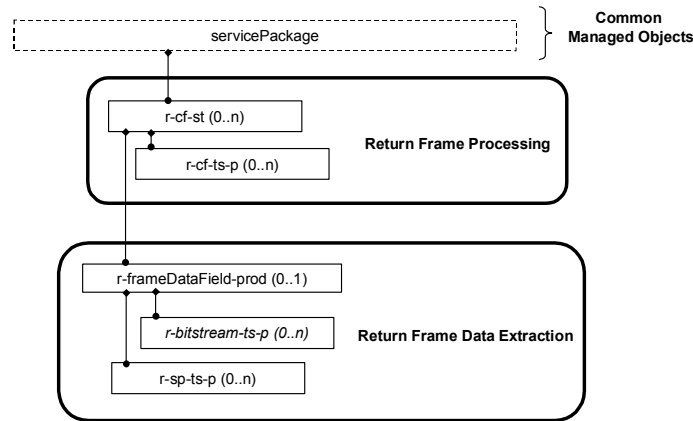 servicePackage
Common
Managed Objects
r-cf-st (0..n)
r-cf-ts-p (0..n)
Return Frame Processing
r-frameDataField-prod (0..1)
r-bitstream-ts-p (0..n)
Return Frame Data Extraction
r-sp-ts-p (0..n)